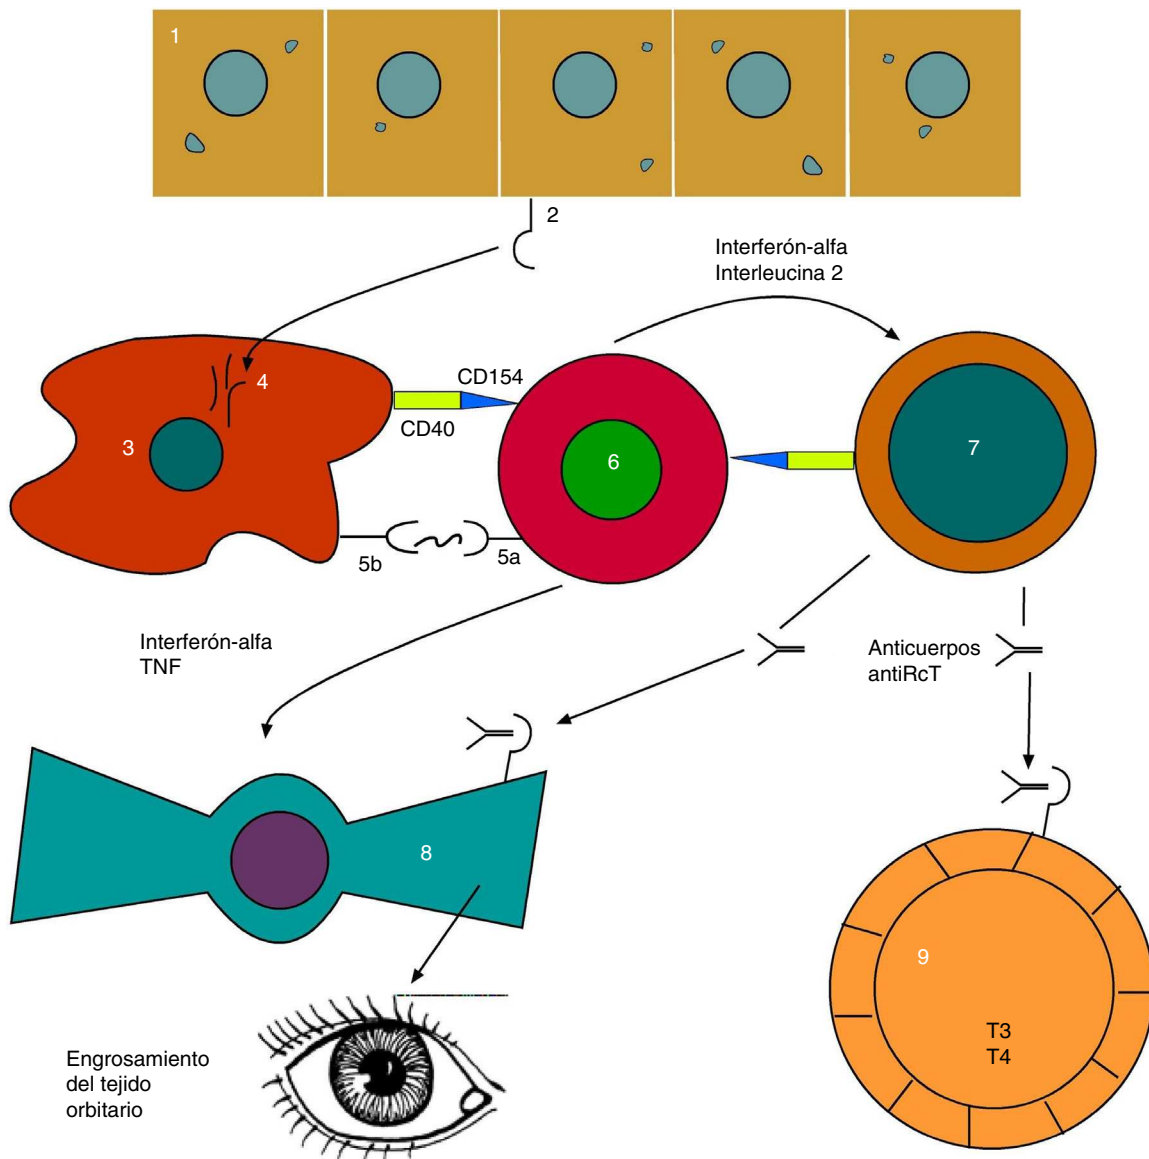 1
2
Interferón-alfa
Interleucina 2
3
4
CD154
CD40
6
7
5b
5a
Interferón-alfa
TNF
Anticuerpos
antiRcT
8
9
T3
T4
Engrosamiento
del tejido
orbitario